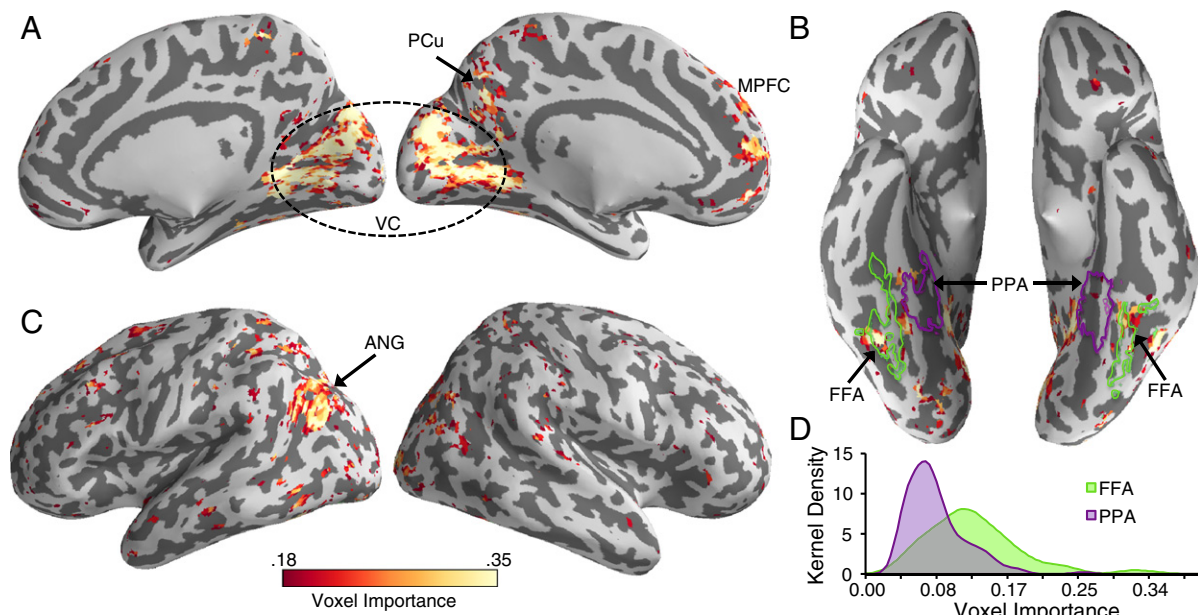 A
PCu
MPFC
VC
B
PPA
FFA
FFA
C
ANG
.18
.35
Voxel Importance
D
Kernel Density
15
10
5
0
FFA
PPA
0.00
0.08
0.17
0.25
0.34
Voxel Importance